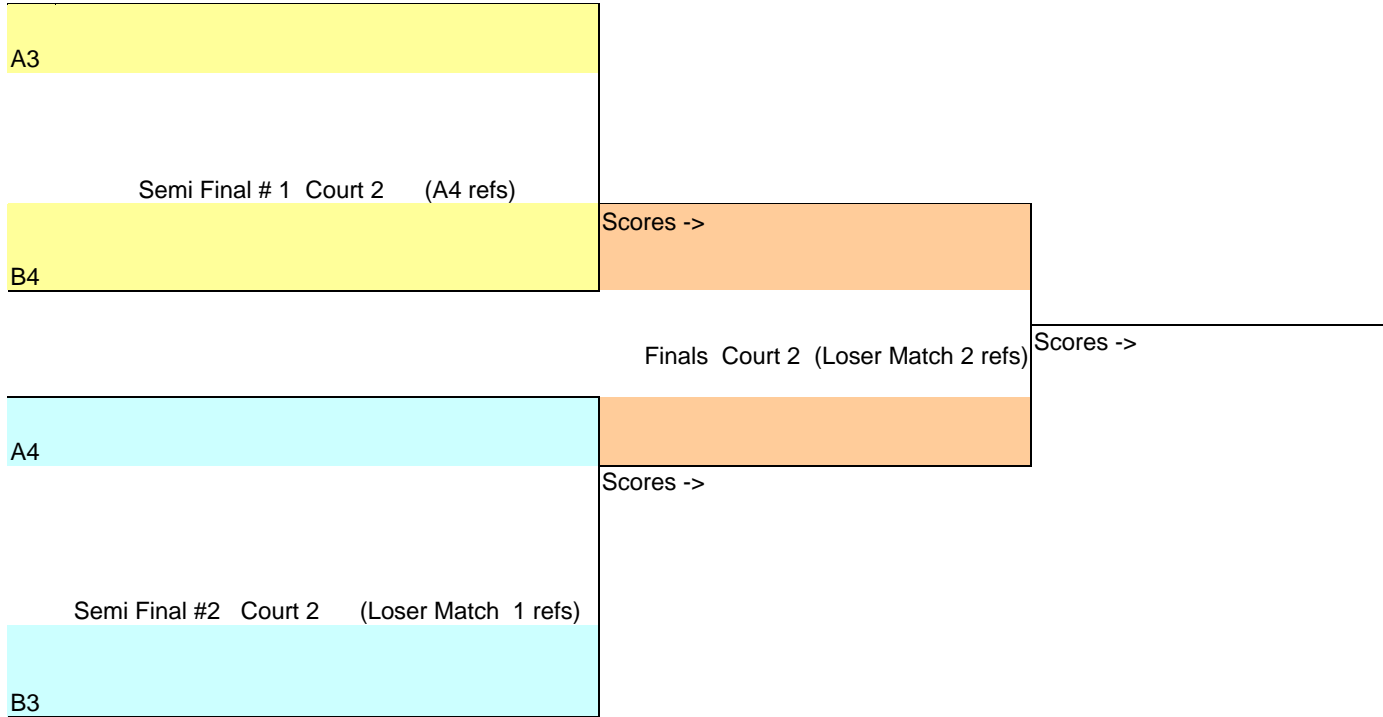 A3
Semi Final # 1 Court 2 (A4 refs)
Scores ->
B4
Finals Court 2 (Loser Match 2 refs)
Scores ->
A4
Scores ->
Semi Final #2 Court 2 (Loser Match 1 refs)
B3